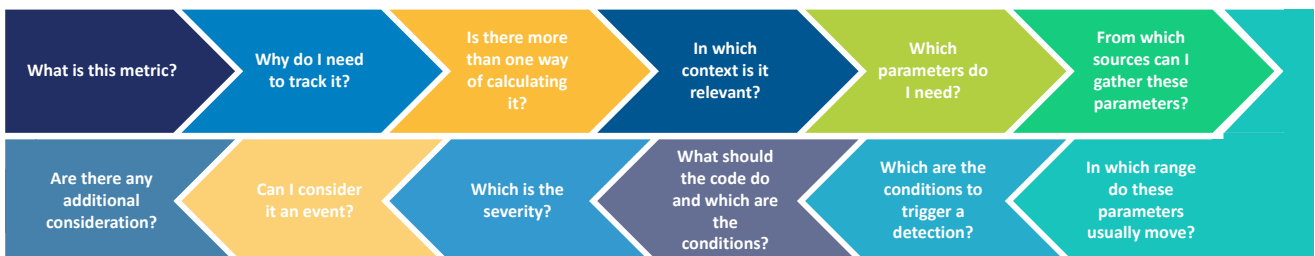 What is this metric?
Why do I need
to track it?
Is there more
than one way
of calculating
it?
In which
context is it
relevant?
Which
parameters do
I need?
From which
sources can I
gather these
parameters?
In which range
do these
parameters
usually move?
Which are the
conditions to
trigger a
detection?
What should
the code do
and which are
the
conditions?
Which is the
severity?
Can I consider
it an event?
Are there any
additional
consideration?